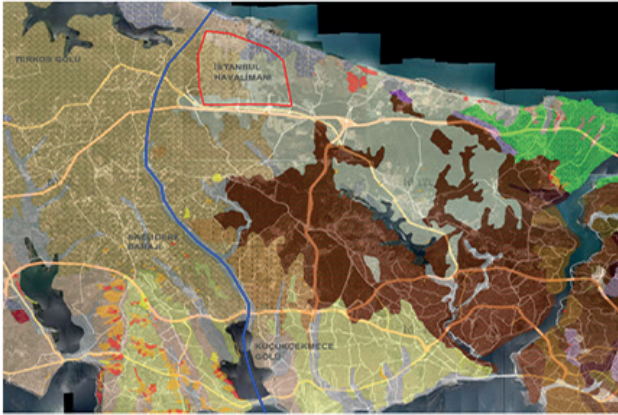 TERKOS GÖLÜ
İSTANBUL
HAVALİMANI
SAZLIDERE
BARAJI
KÜÇÜKÇEKMECE
GÖLÜ